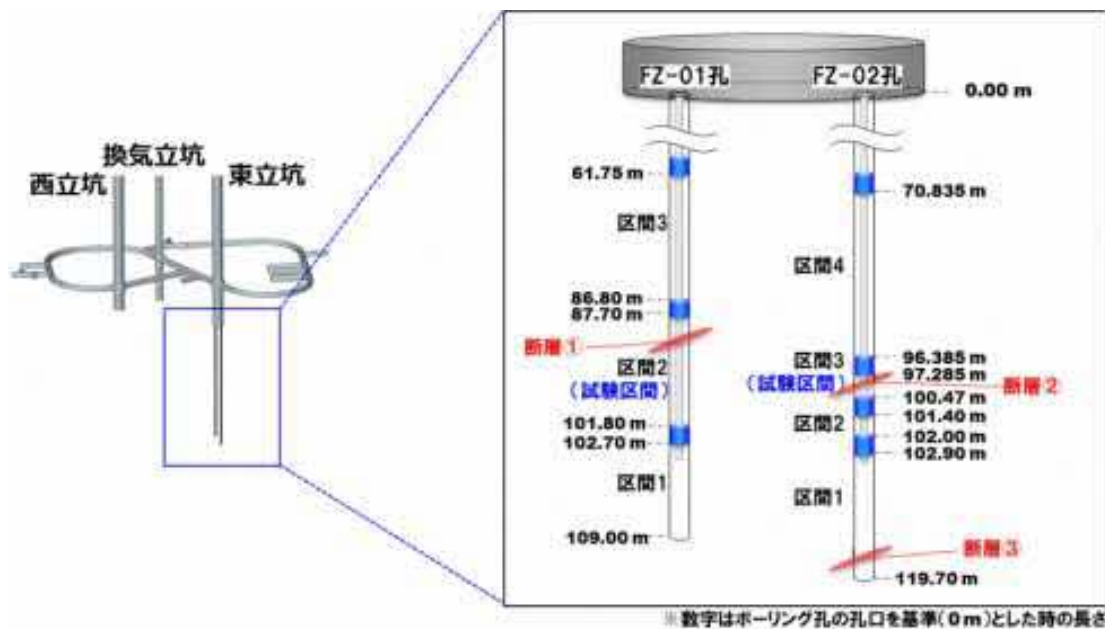 換気立坑
西立坑
東立坑
FZ-01孔
FZ-02孔
0.00 m
61.75 m
区間3
86.80 m
87.70 m
断層①
区間2
(試験区間)
101.80 m
102.70 m
区間1
109.00 m
70.835 m
区間4
区間3
(試験区間)
96.385 m
97.285 m
断層2
100.47 m
区間2
101.40 m
102.00 m
102.90 m
区間1
断層3
119.70 m
※数字はボーリング孔の孔口を基準(0m)とした時の長さ